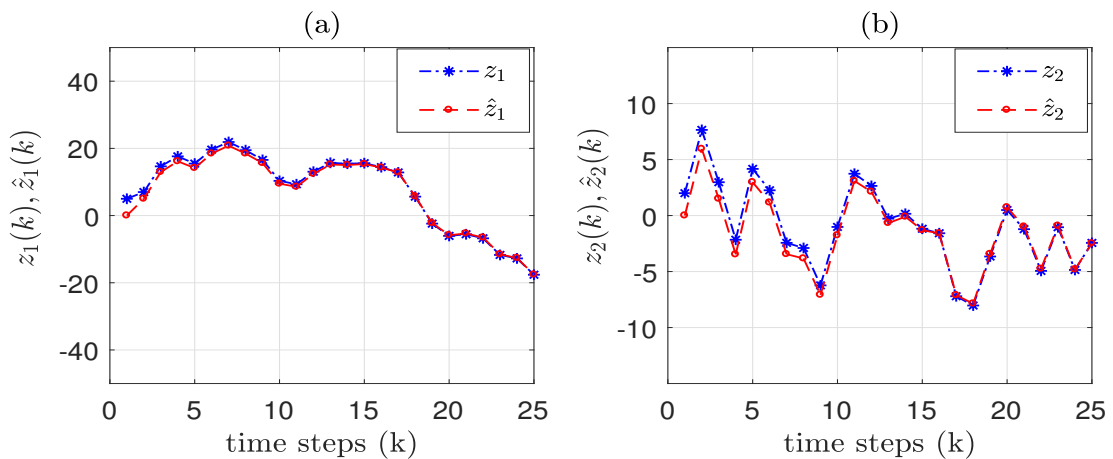 (a)
z₁(k), ẑ₁(k)
40
20
0
-20
-40
z₁
ẑ₁
0 5 10 15 20 25
time steps (k)
(b)
z₂(k), ẑ₂(k)
10
5
0
-5
-10
z₂
ẑ₂
0 5 10 15 20 25
time steps (k)